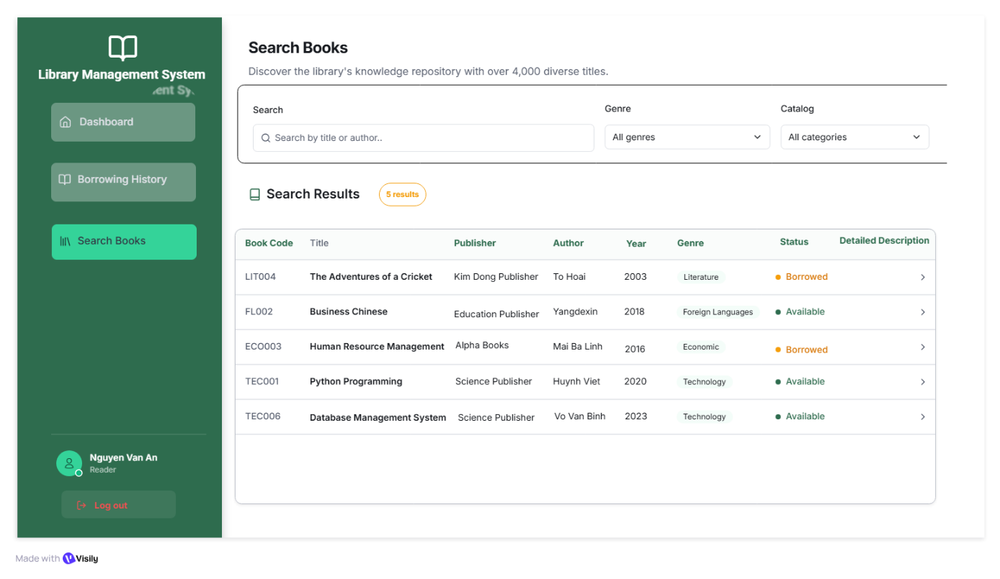 Library Management System
ent Sy
Dashboard
Borrowing History
Search Books
Nguyen Van An
Reader
Log out
Search Books
Discover the library's knowledge repository with over 4,000 diverse titles.
Search Genre Catalog
Search by title or author.. All genres All categories
Search Results 5 results
Book Code Title Publisher Author Year Genre Status Detailed Description
LIT004 The Adventures of a Cricket Kim Dong Publisher To Hoai 2003 Literature Borrowed
FL002 Business Chinese Education Publisher Yangdexin 2018 Foreign Languages Available
ECO003 Human Resource Management Alpha Books Mai Ba Linh 2016 Economic Borrowed
TEC001 Python Programming Science Publisher Huynh Viet 2020 Technology Available
TEC006 Database Management System Science Publisher Vo Van Binh 2023 Technology Available
Made with Visily